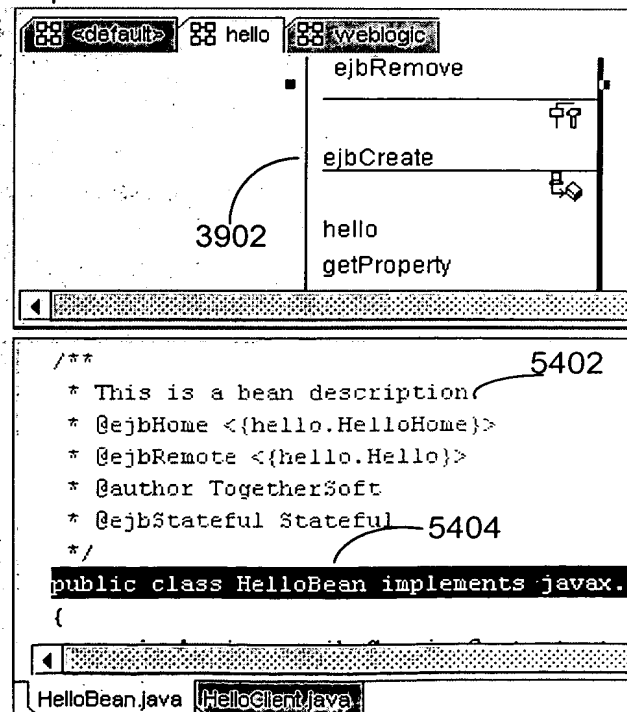 <default> hello weblogic
ejbRemove
ejbCreate
3902
hello
getProperty
/**
* This is a bean description 5402
* @ejbHome <{hello.HelloHome}>
* @ejbRemote <{hello.Hello}>
* @author TogetherSoft
* @ejbStateful Stateful 5404
*/
public class HelloBean implements javax.
{
HelloBean.java HelloClient.java